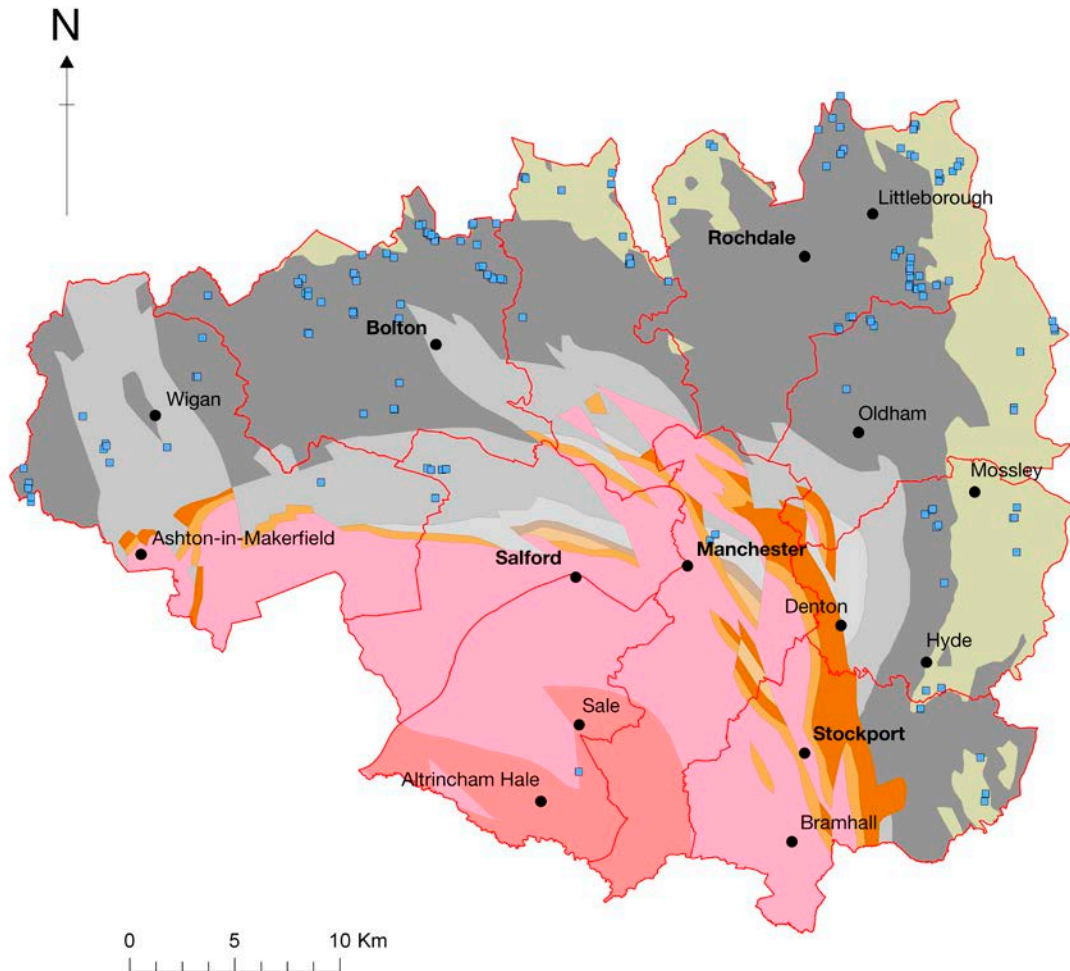 N
Littleborough
Rochdale
Bolton
Wigan
Oldham
Mossley
Ashton-in-Makerfield
Salford
Manchester
Denton
Hyde
Sale
Stockport
Altrincham Hale
Bramhall
0 5 10 Km